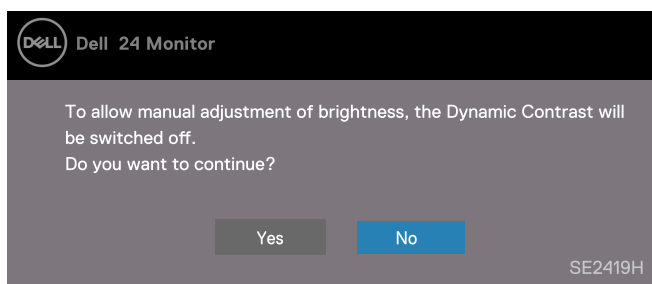 DELL Dell 24 Monitor
To allow manual adjustment of brightness, the Dynamic Contrast will
be switched off.
Do you want to continue?
Yes No
SE2419H